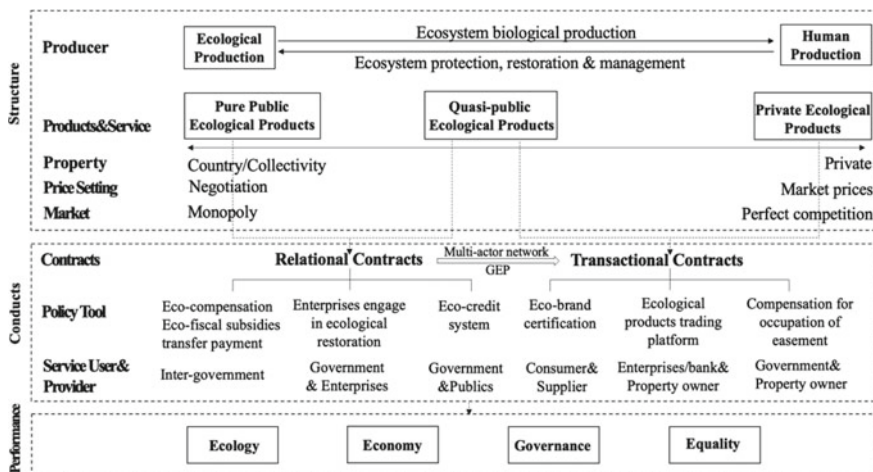 Structure
Producer
Ecological
Production
Ecosystem biological production
Ecosystem protection, restoration & management
Human
Production
Products&Service
Pure Public
Ecological Products
Quasi-public
Ecological Products
Private Ecological
Products
Property
Country/Collectivity
Private
Price Setting
Negotiation
Market prices
Market
Monopoly
Perfect competition
Conducts
Contracts
Relational Contracts
Multi-actor network
GEP
Transactional Contracts
Policy Tool
Eco-compensation
Eco-fiscal subsidies
transfer payment
Enterprises engage
in ecological
restoration
Eco-credit
system
Eco-brand
certification
Ecological
products trading
platform
Compensation for
occupation of
easement
Service User&
Provider
Inter-government
Government
& Enterprises
Government
&Publics
Consumer&
Supplier
Enterprises/bank&
Property owner
Government&
Property owner
Performance
Ecology
Economy
Governance
Equality